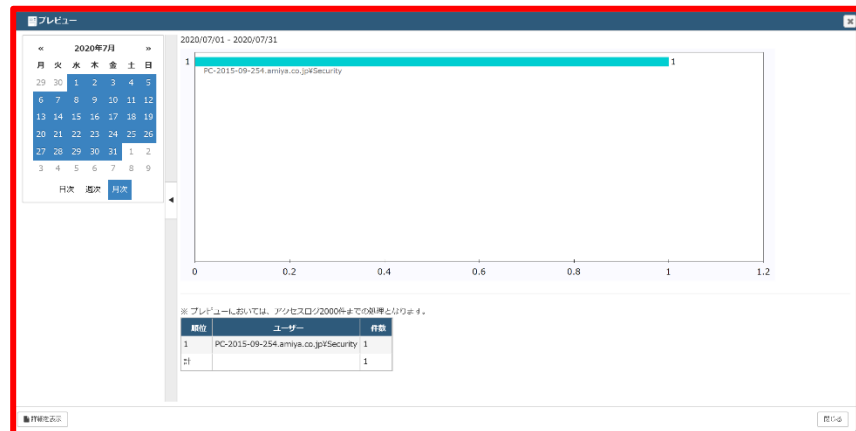 プレビュー
« 2020年7月 »
月 火 水 木 金 土 日
29 30 1 2 3 4 5
6 7 8 9 10 11 12
13 14 15 16 17 18 19
20 21 22 23 24 25 26
27 28 29 30 31 1 2
3 4 5 6 7 8 9
日次 週次 月次
2020/07/01 - 2020/07/31
1 1
PC-2015-09-254.amiya.co.jp¥Security
0 0.2 0.4 0.6 0.8 1 1.2
※ プレビューにおいては、アクセスログ2000件までの処理となります。
順位 ユーザー 件数
1 PC-2015-09-254.amiya.co.jp¥Security 1
計 1
詳細を表示
閉じる